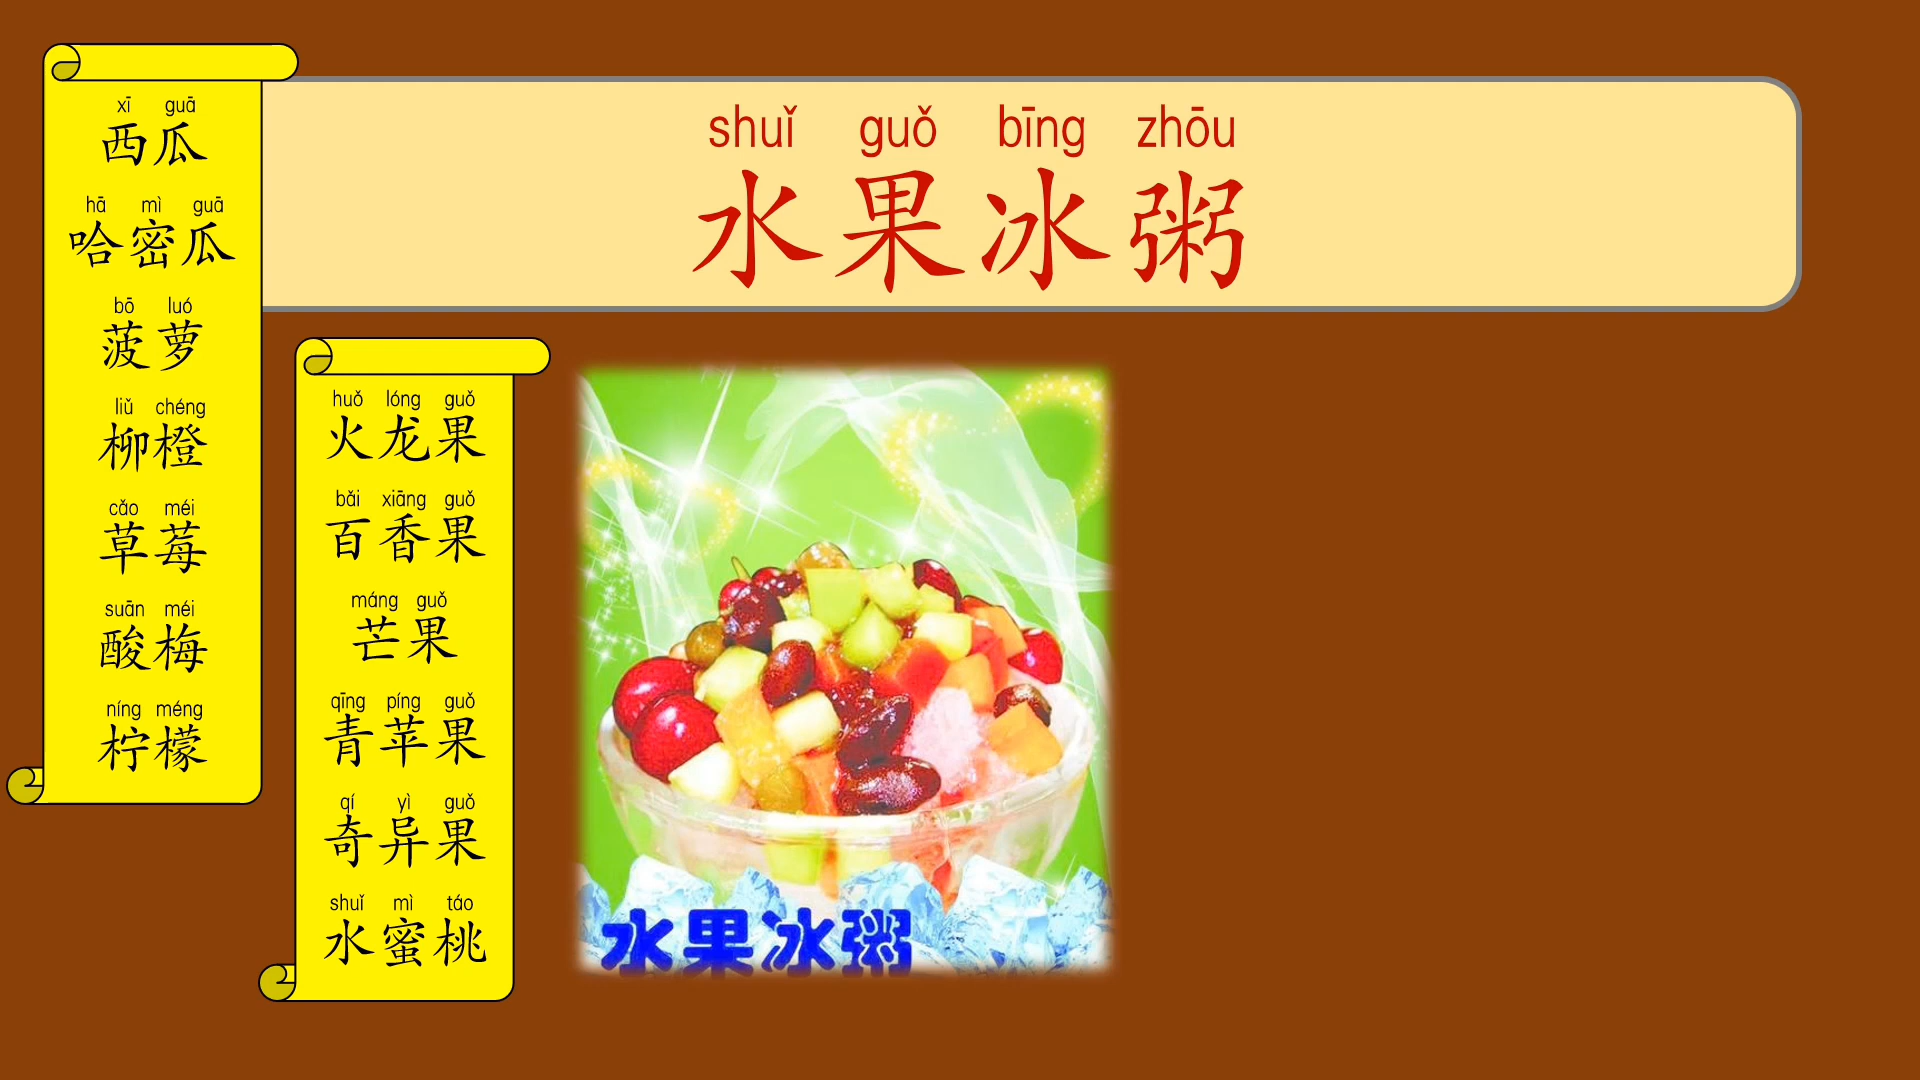 shuǐ guǒ bīng zhōu
水果冰粥
xī guā
西瓜
hā mì guā
哈密瓜
bō luó
菠萝
liǔ chéng
柳橙
cǎo méi
草莓
suān méi
酸梅
níng méng
柠檬
huǒ lóng guǒ
火龙果
bǎi xiāng guǒ
百香果
máng guǒ
芒果
qīng píng guǒ
青苹果
qí yì guǒ
奇异果
shuǐ mì táo
水蜜桃
水果冰粥